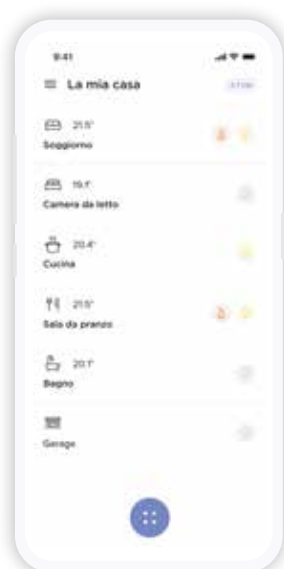 9:41
La mia casa
21.5°
Soggiorno
19.1°
Camera da letto
20.4°
Cucina
21.5°
Sala da pranzo
20.1°
Bagno
Garage